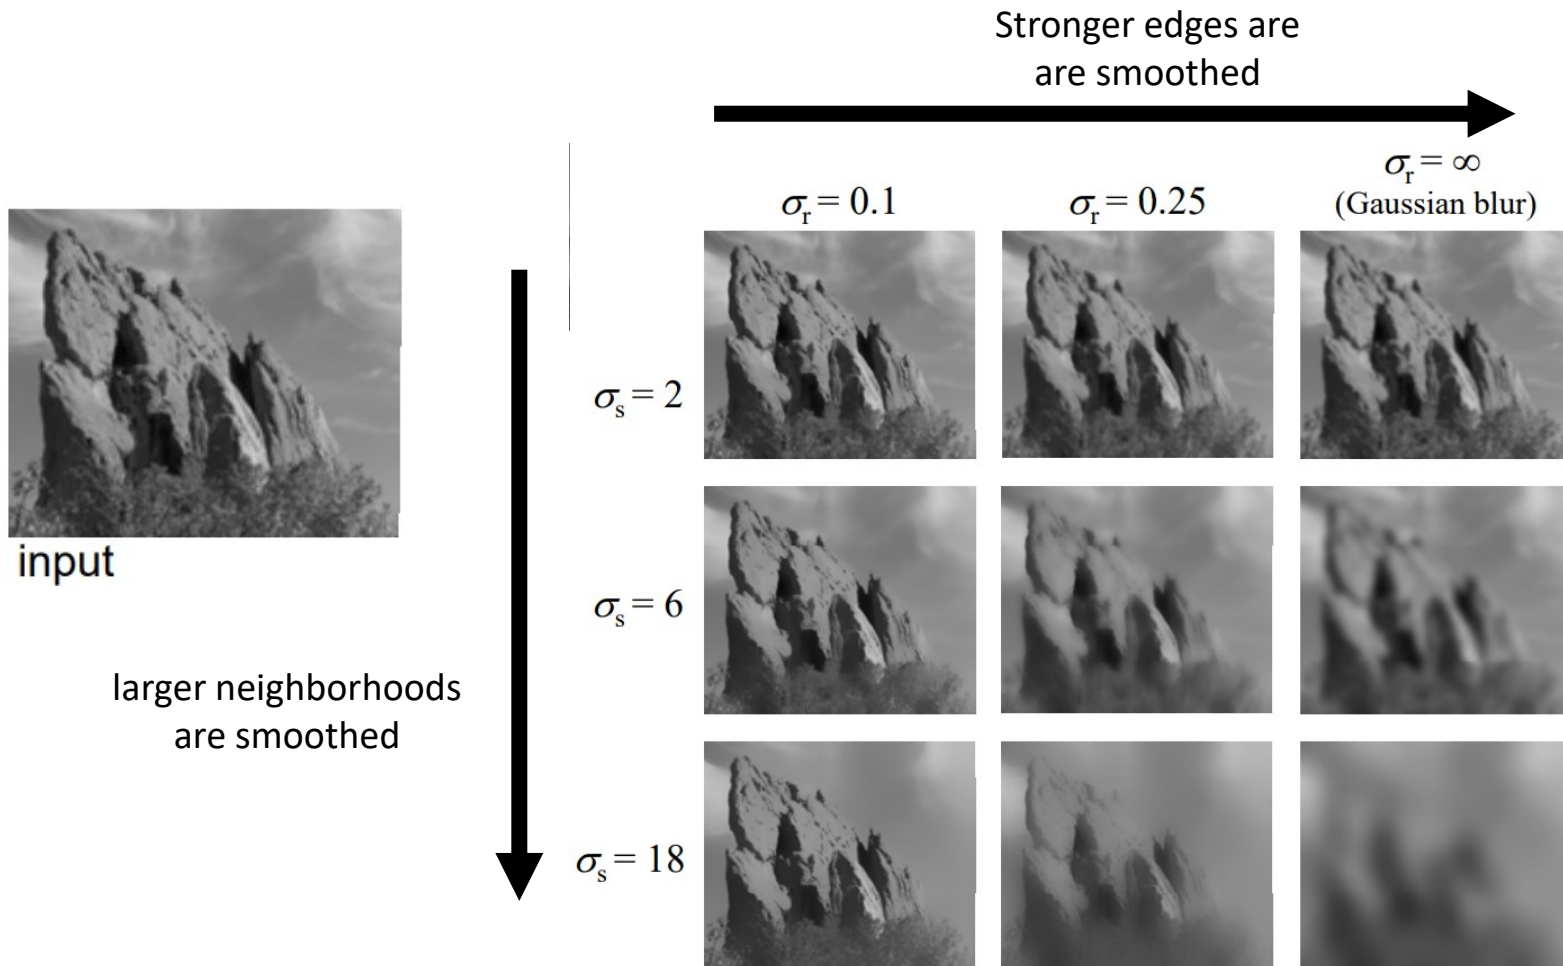 Stronger edges are
are smoothed
σr = 0.1
σr = 0.25
σr = ∞
(Gaussian blur)
input
σs = 2
σs = 6
larger neighborhoods
are smoothed
σs = 18